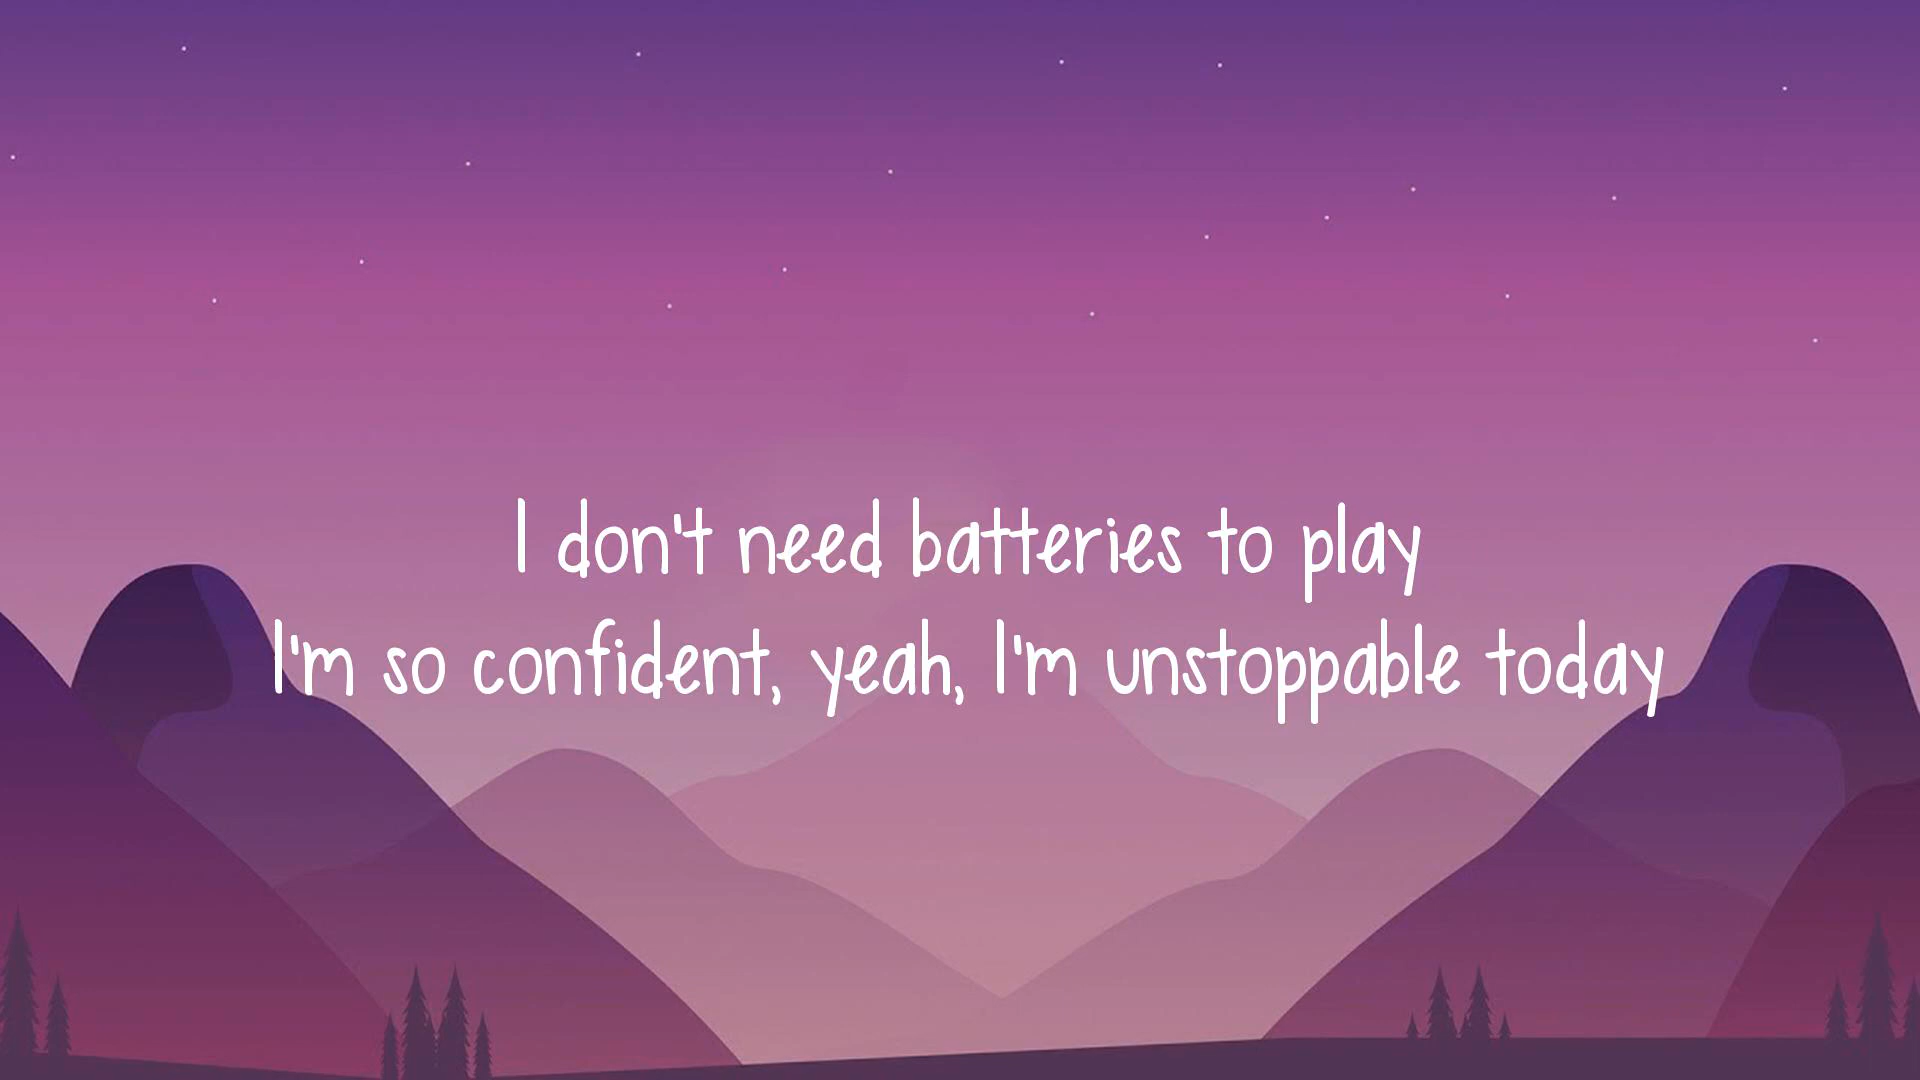 I don't need batteries to play
I'm so confident, yeah, I'm unstoppable today